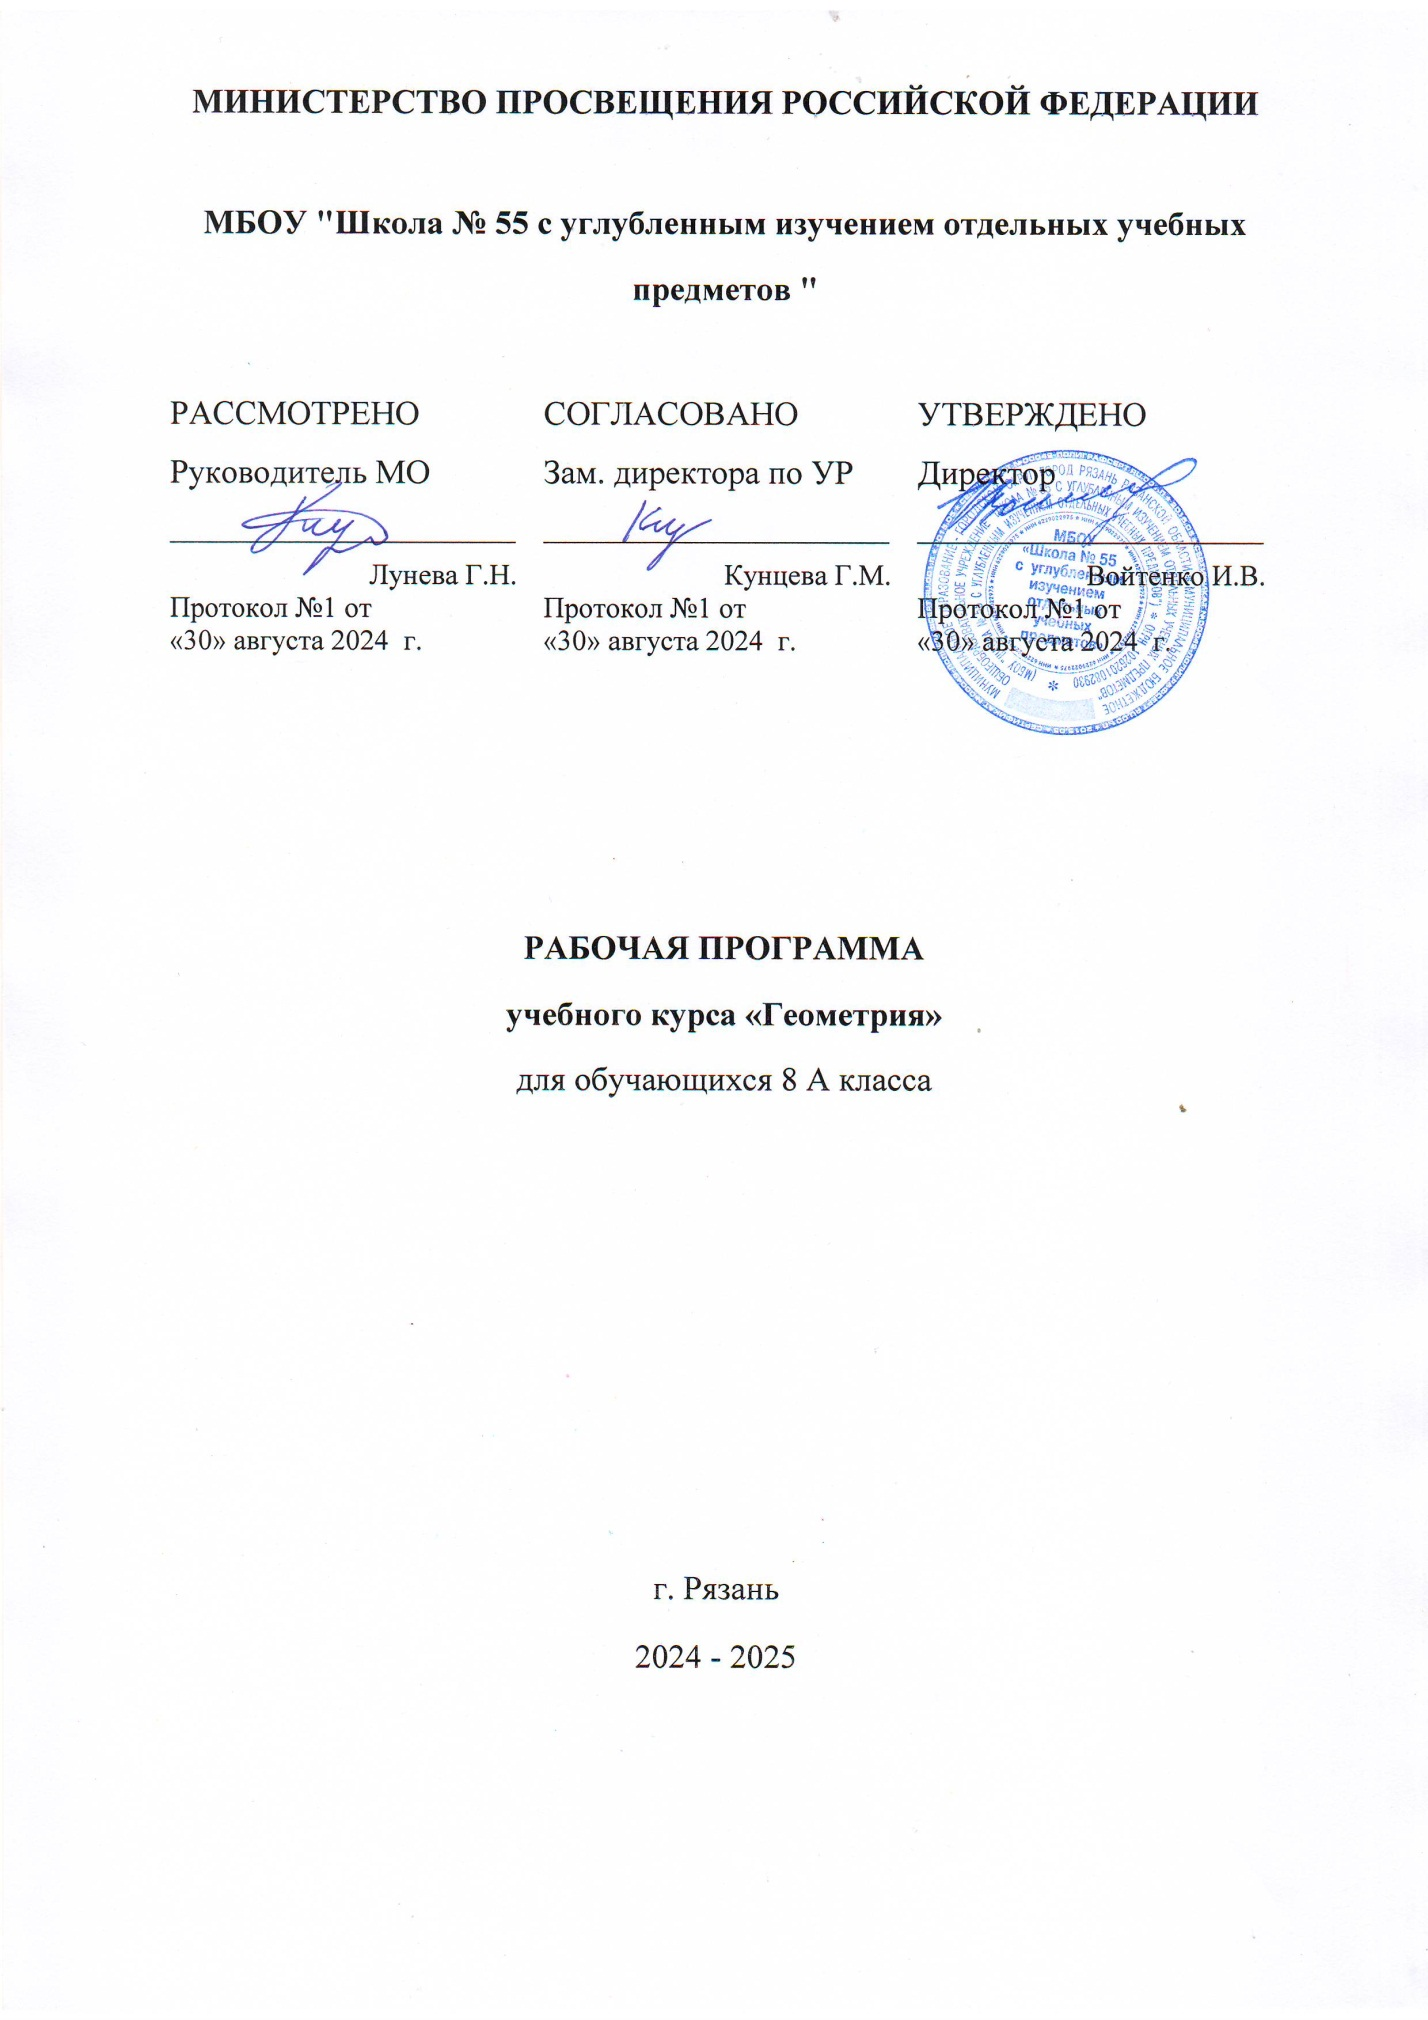 МИНИСТЕРСТВО ПРОСВЕЩЕНИЯ РОССИЙСКОЙ ФЕДЕРАЦИИ
МБОУ "Школа № 55 с углубленным изучением отдельных учебных
предметов "
РАССМОТРЕНО
Руководитель МО
Лунева Г.Н.
Протокол №1 от
«30» августа 2024 г.
СОГЛАСОВАНО
Зам. директора по УР
Кунцева Г.М.
Протокол №1 от
«30» августа 2024 г.
УТВЕРЖДЕНО
Директор
Войтенко И.В.
Протокол №1 от
«30» августа 2024 г.
МБОУ
«Школа № 55
с углубленным
изучением
отдельных
учебных
предметов»
РАБОЧАЯ ПРОГРАММА
учебного курса «Геометрия»
для обучающихся 8 А класса
г. Рязань
2024 - 2025